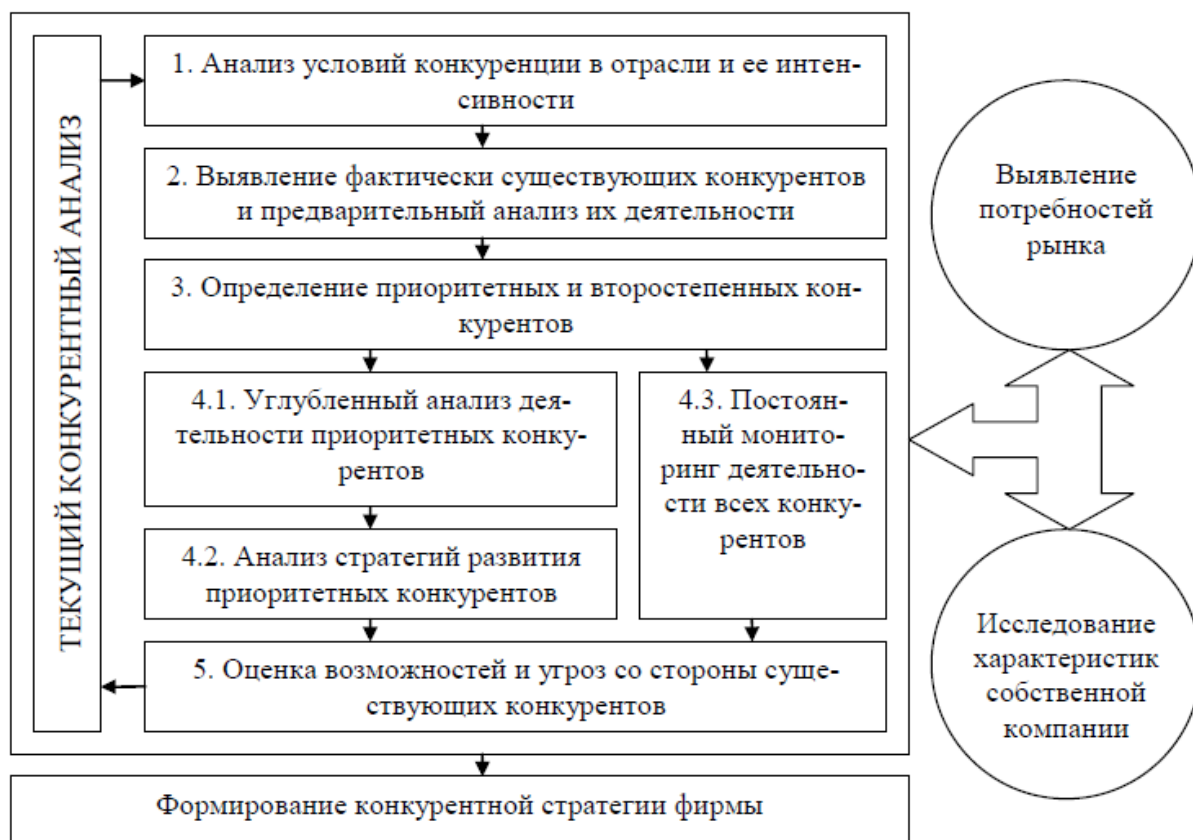 ТЕКУЩИЙ КОНКУРЕНТНЫЙ АНАЛИЗ
1. Анализ условий конкуренции в отрасли и ее интен-
сивности
2. Выявление фактически существующих конкурентов
и предварительный анализ их деятельности
3. Определение приоритетных и второстепенных кон-
курентов
4.1. Углубленный анализ дея-
тельности приоритетных конку-
рентов
4.2. Анализ стратегий развития
приоритетных конкурентов
4.3. Постоян-
ный монито-
ринг деятельно-
сти всех конку-
рентов
5. Оценка возможностей и угроз со стороны суще-
ствующих конкурентов
Формирование конкурентной стратегии фирмы
Выявление
потребностей
рынка
Исследование
характеристик
собственной
компании